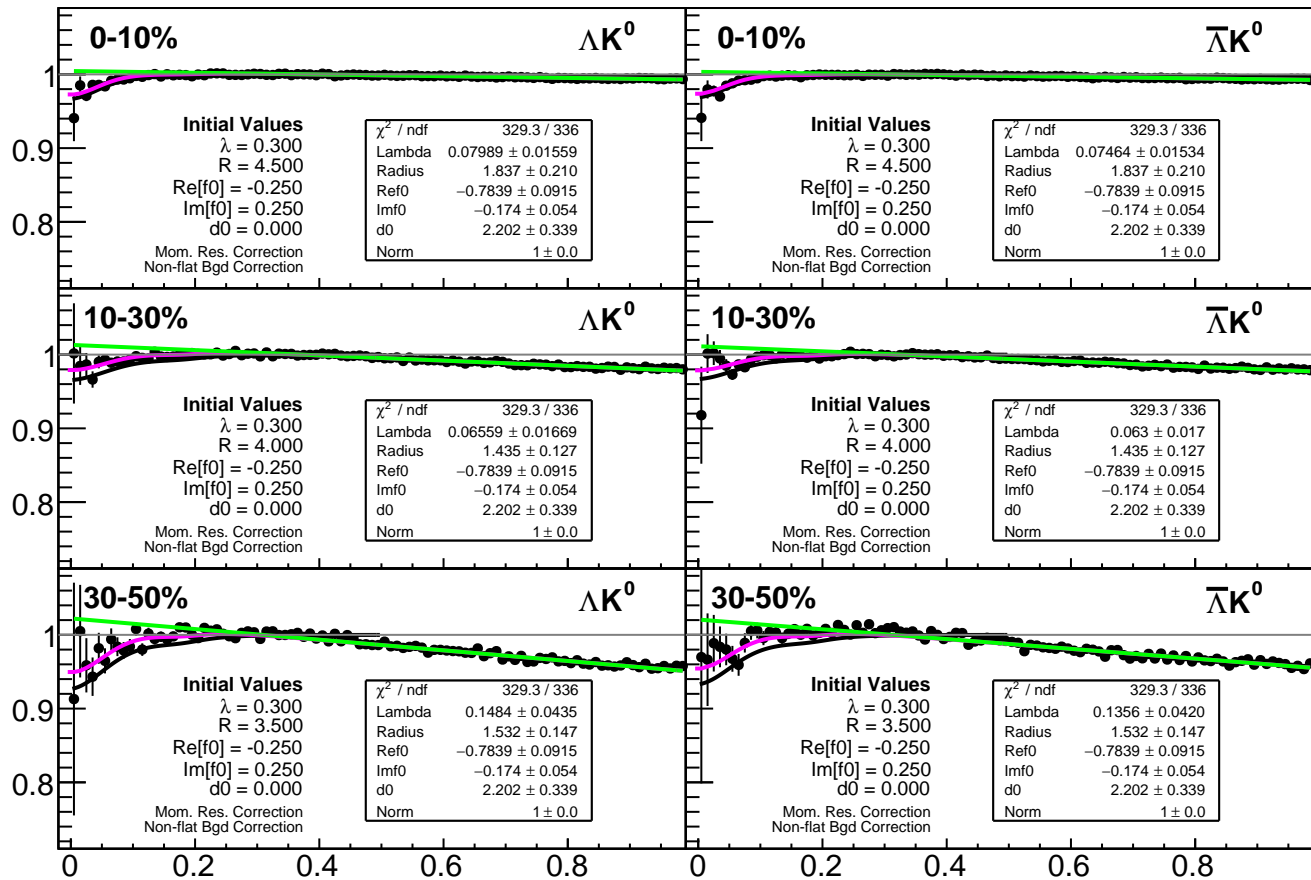 0-10% ΛK⁰
1
0.9
0.8
Initial Values
λ = 0.300
R = 4.500
Re[f0] = -0.250
Im[f0] = 0.250
d0 = 0.000
Mom. Res. Correction
Non-flat Bgd Correction
χ² / ndf 329.3 / 336
Lambda 0.07989 ± 0.01559
Radius 1.837 ± 0.210
Ref0 −0.7839 ± 0.0915
Imf0 −0.174 ± 0.054
d0 2.202 ± 0.339
Norm 1 ± 0.0
0-10% Λ̅K⁰
Initial Values
λ = 0.300
R = 4.500
Re[f0] = -0.250
Im[f0] = 0.250
d0 = 0.000
Mom. Res. Correction
Non-flat Bgd Correction
χ² / ndf 329.3 / 336
Lambda 0.07464 ± 0.01534
Radius 1.837 ± 0.210
Ref0 −0.7839 ± 0.0915
Imf0 −0.174 ± 0.054
d0 2.202 ± 0.339
Norm 1 ± 0.0
10-30% ΛK⁰
1
0.9
0.8
Initial Values
λ = 0.300
R = 4.000
Re[f0] = -0.250
Im[f0] = 0.250
d0 = 0.000
Mom. Res. Correction
Non-flat Bgd Correction
χ² / ndf 329.3 / 336
Lambda 0.06559 ± 0.01669
Radius 1.435 ± 0.127
Ref0 −0.7839 ± 0.0915
Imf0 −0.174 ± 0.054
d0 2.202 ± 0.339
Norm 1 ± 0.0
10-30% Λ̅K⁰
Initial Values
λ = 0.300
R = 4.000
Re[f0] = -0.250
Im[f0] = 0.250
d0 = 0.000
Mom. Res. Correction
Non-flat Bgd Correction
χ² / ndf 329.3 / 336
Lambda 0.063 ± 0.017
Radius 1.435 ± 0.127
Ref0 −0.7839 ± 0.0915
Imf0 −0.174 ± 0.054
d0 2.202 ± 0.339
Norm 1 ± 0.0
30-50% ΛK⁰
1
0.9
0.8
Initial Values
λ = 0.300
R = 3.500
Re[f0] = -0.250
Im[f0] = 0.250
d0 = 0.000
Mom. Res. Correction
Non-flat Bgd Correction
χ² / ndf 329.3 / 336
Lambda 0.1484 ± 0.0435
Radius 1.532 ± 0.147
Ref0 −0.7839 ± 0.0915
Imf0 −0.174 ± 0.054
d0 2.202 ± 0.339
Norm 1 ± 0.0
30-50% Λ̅K⁰
Initial Values
λ = 0.300
R = 3.500
Re[f0] = -0.250
Im[f0] = 0.250
d0 = 0.000
Mom. Res. Correction
Non-flat Bgd Correction
χ² / ndf 329.3 / 336
Lambda 0.1356 ± 0.0420
Radius 1.532 ± 0.147
Ref0 −0.7839 ± 0.0915
Imf0 −0.174 ± 0.054
d0 2.202 ± 0.339
Norm 1 ± 0.0
0 0.2 0.4 0.6 0.8 0 0.2 0.4 0.6 0.8